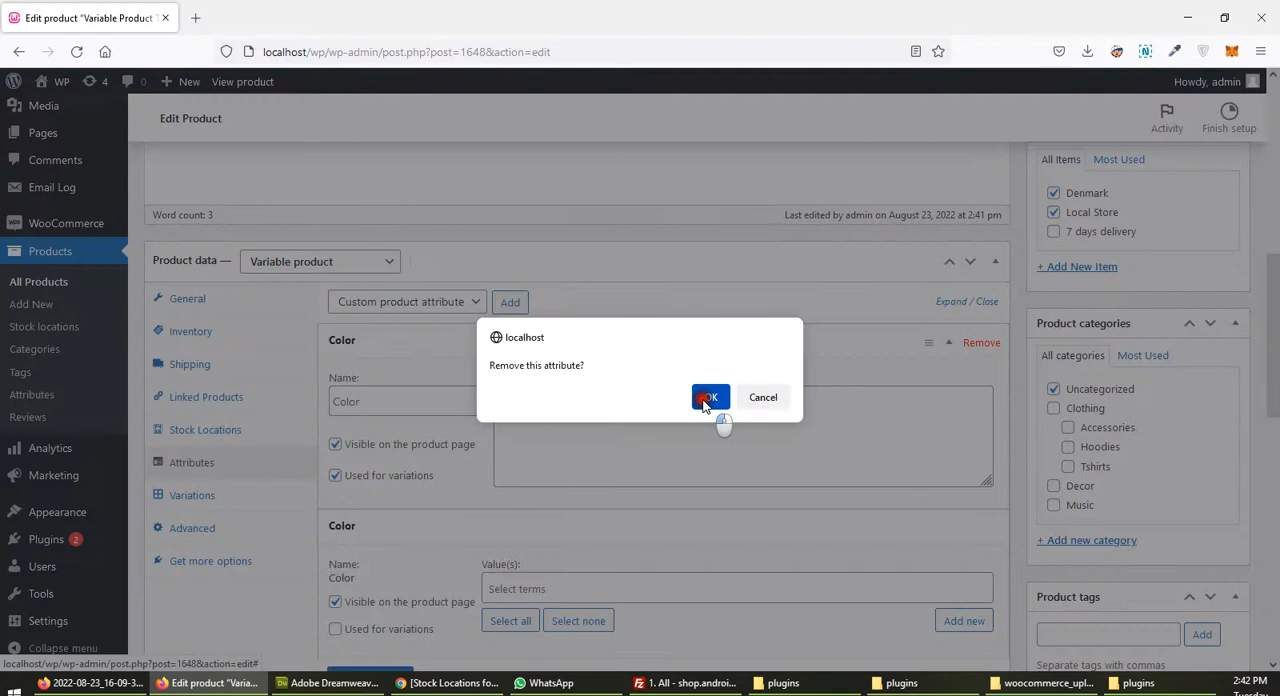 Edit product "Variable Product T
localhost/wp/wp-admin/post.php?post=1648&action=edit
WP 4 0 New View product Howdy, admin
Media
Pages
Comments
Email Log
WooCommerce
Products
All Products
Add New
Stock locations
Categories
Tags
Attributes
Reviews
Analytics
Marketing
Appearance
Plugins 2
Users
Tools
Settings
Collapse menu
Edit Product
Activity
Finish setup
Word count: 3
Last edited by admin on August 23, 2022 at 2:41 pm
Product data — Variable product
General
Inventory
Shipping
Linked Products
Stock Locations
Attributes
Variations
Advanced
Get more options
Custom product attribute Add Expand / Close
Color Remove
Name:
Color
Visible on the product page
Used for variations
localhost
Remove this attribute?
OK Cancel
Color
Name:
Color
Visible on the product page
Used for variations
Value(s):
Select terms
Select all Select none Add new
All Items Most Used
Denmark
Local Store
7 days delivery
+ Add New Item
Product categories
All categories Most Used
Uncategorized
Clothing
Accessories
Hoodies
Tshirts
Decor
Music
+ Add new category
Product tags
Add
Separate tags with commas
localhost/wp/wp-admin/post.php?post=1648&action=edit#
2022-08-23_16-09-3... Edit product "Varia... Adobe Dreamweav... [Stock Locations fo... WhatsApp 1. All - shop.androi... plugins plugins woocommerce_upl... plugins
2:42 PM
Tuesday